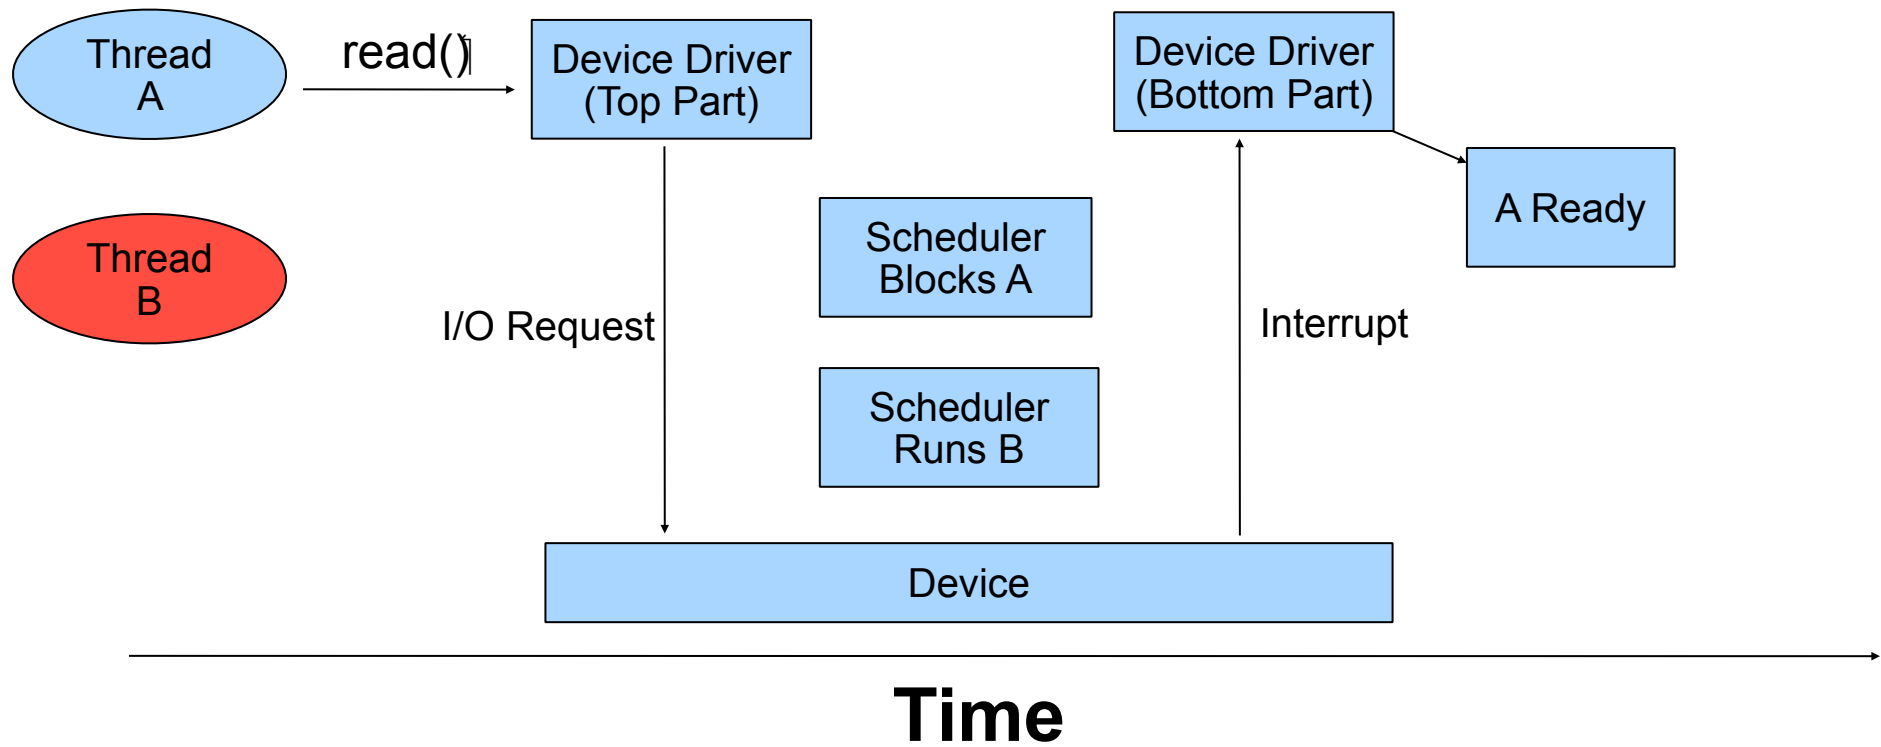 Thread
A
read()
Device Driver
(Top Part)
Device Driver
(Bottom Part)
A Ready
Thread
B
Scheduler
Blocks A
I/O Request
Interrupt
Scheduler
Runs B
Device
Time